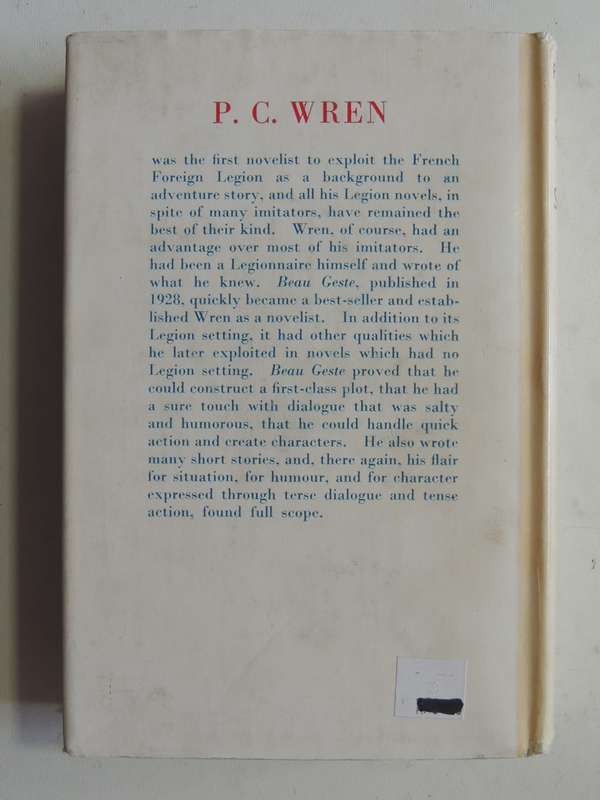 P. C. WREN
was the first novelist to exploit the French
Foreign Legion as a background to an
adventure story, and all his Legion novels, in
spite of many imitators, have remained the
best of their kind. Wren, of course, had an
advantage over most of his imitators. He
had been a Legionnaire himself and wrote of
what he knew. Beau Geste, published in
1928, quickly became a best-seller and estab-
lished Wren as a novelist. In addition to its
Legion setting, it had other qualities which
he later exploited in novels which had no
Legion setting. Beau Geste proved that he
could construct a first-class plot, that he had
a sure touch with dialogue that was salty
and humorous, that he could handle quick
action and create characters. He also wrote
many short stories, and, there again, his flair
for situation, for humour, and for character
expressed through terse dialogue and tense
action, found full scope.